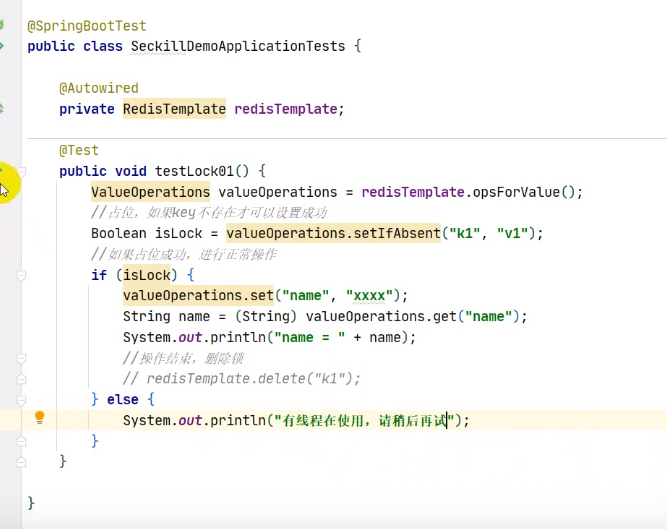 @SpringBootTest
public class SeckillDemoApplicationTests {
@Autowired
private RedisTemplate redisTemplate;
@Test
public void testLock01() {
ValueOperations valueOperations = redisTemplate.opsForValue();
//占位，如果key不存在才可以设置成功
Boolean isLock = valueOperations.setIfAbsent("k1", "v1");
//如果占位成功，进行正常操作
if (isLock) {
valueOperations.set("name", "xxxx");
String name = (String) valueOperations.get("name");
System.out.println("name = " + name);
//操作结束，删除锁
// redisTemplate.delete("k1");
} else {
System.out.println("有线程在使用，请稍后再试");
}
}
}